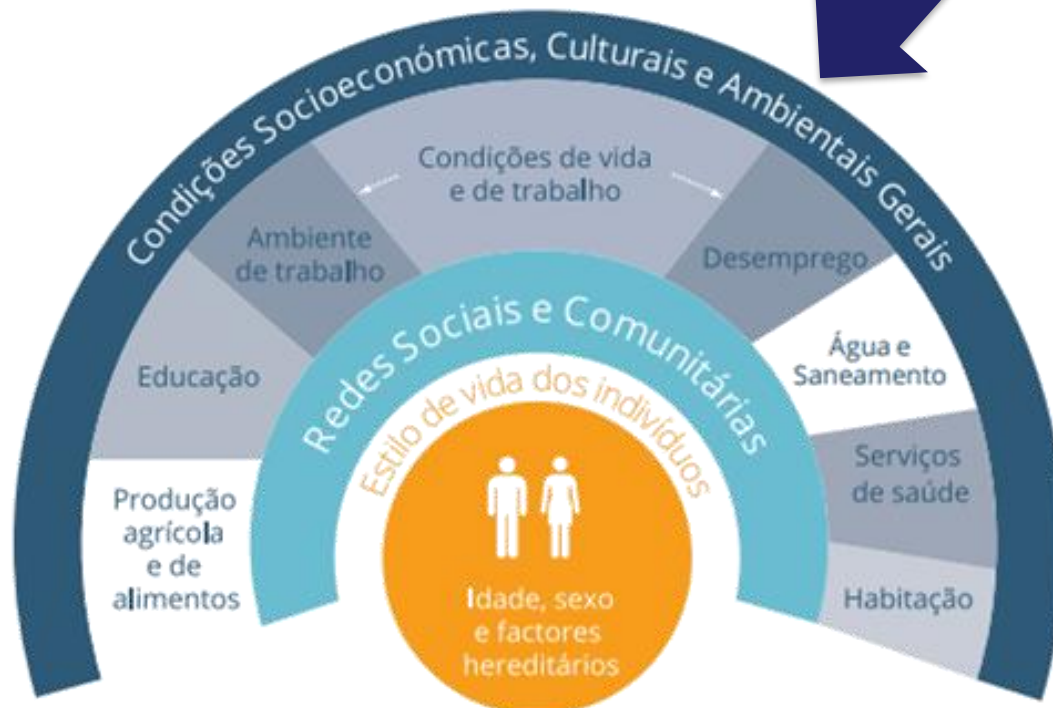 Condições Socioeconómicas, Culturais e Ambientais Gerais
Condições de vida
e de trabalho
Ambiente
de trabalho
Desemprego
Educação
Água e
Saneamento
Produção
agrícola
e de
alimentos
Serviços
de saúde
Habitação
Redes Sociais e Comunitárias
Estilo de vida dos indivíduos
Idade, sexo
e factores
hereditários